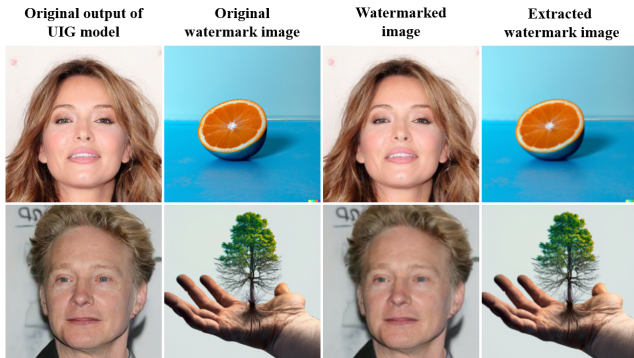 Original output of
UIG model
Original
watermark image
Watermarked
image
Extracted
watermark image